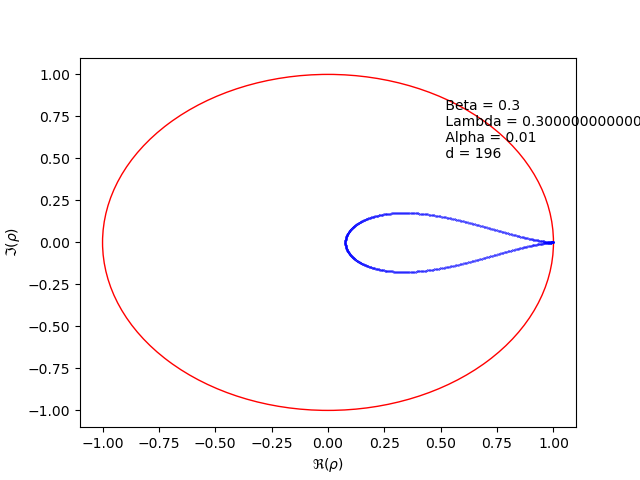 1.00
0.75
0.50
0.25
0.00
−0.25
−0.50
−0.75
−1.00
ℑ(ρ)
Beta = 0.3
Lambda = 0.300000000000
Alpha = 0.01
d = 196
−1.00 −0.75 −0.50 −0.25 0.00 0.25 0.50 0.75 1.00
ℜ(ρ)